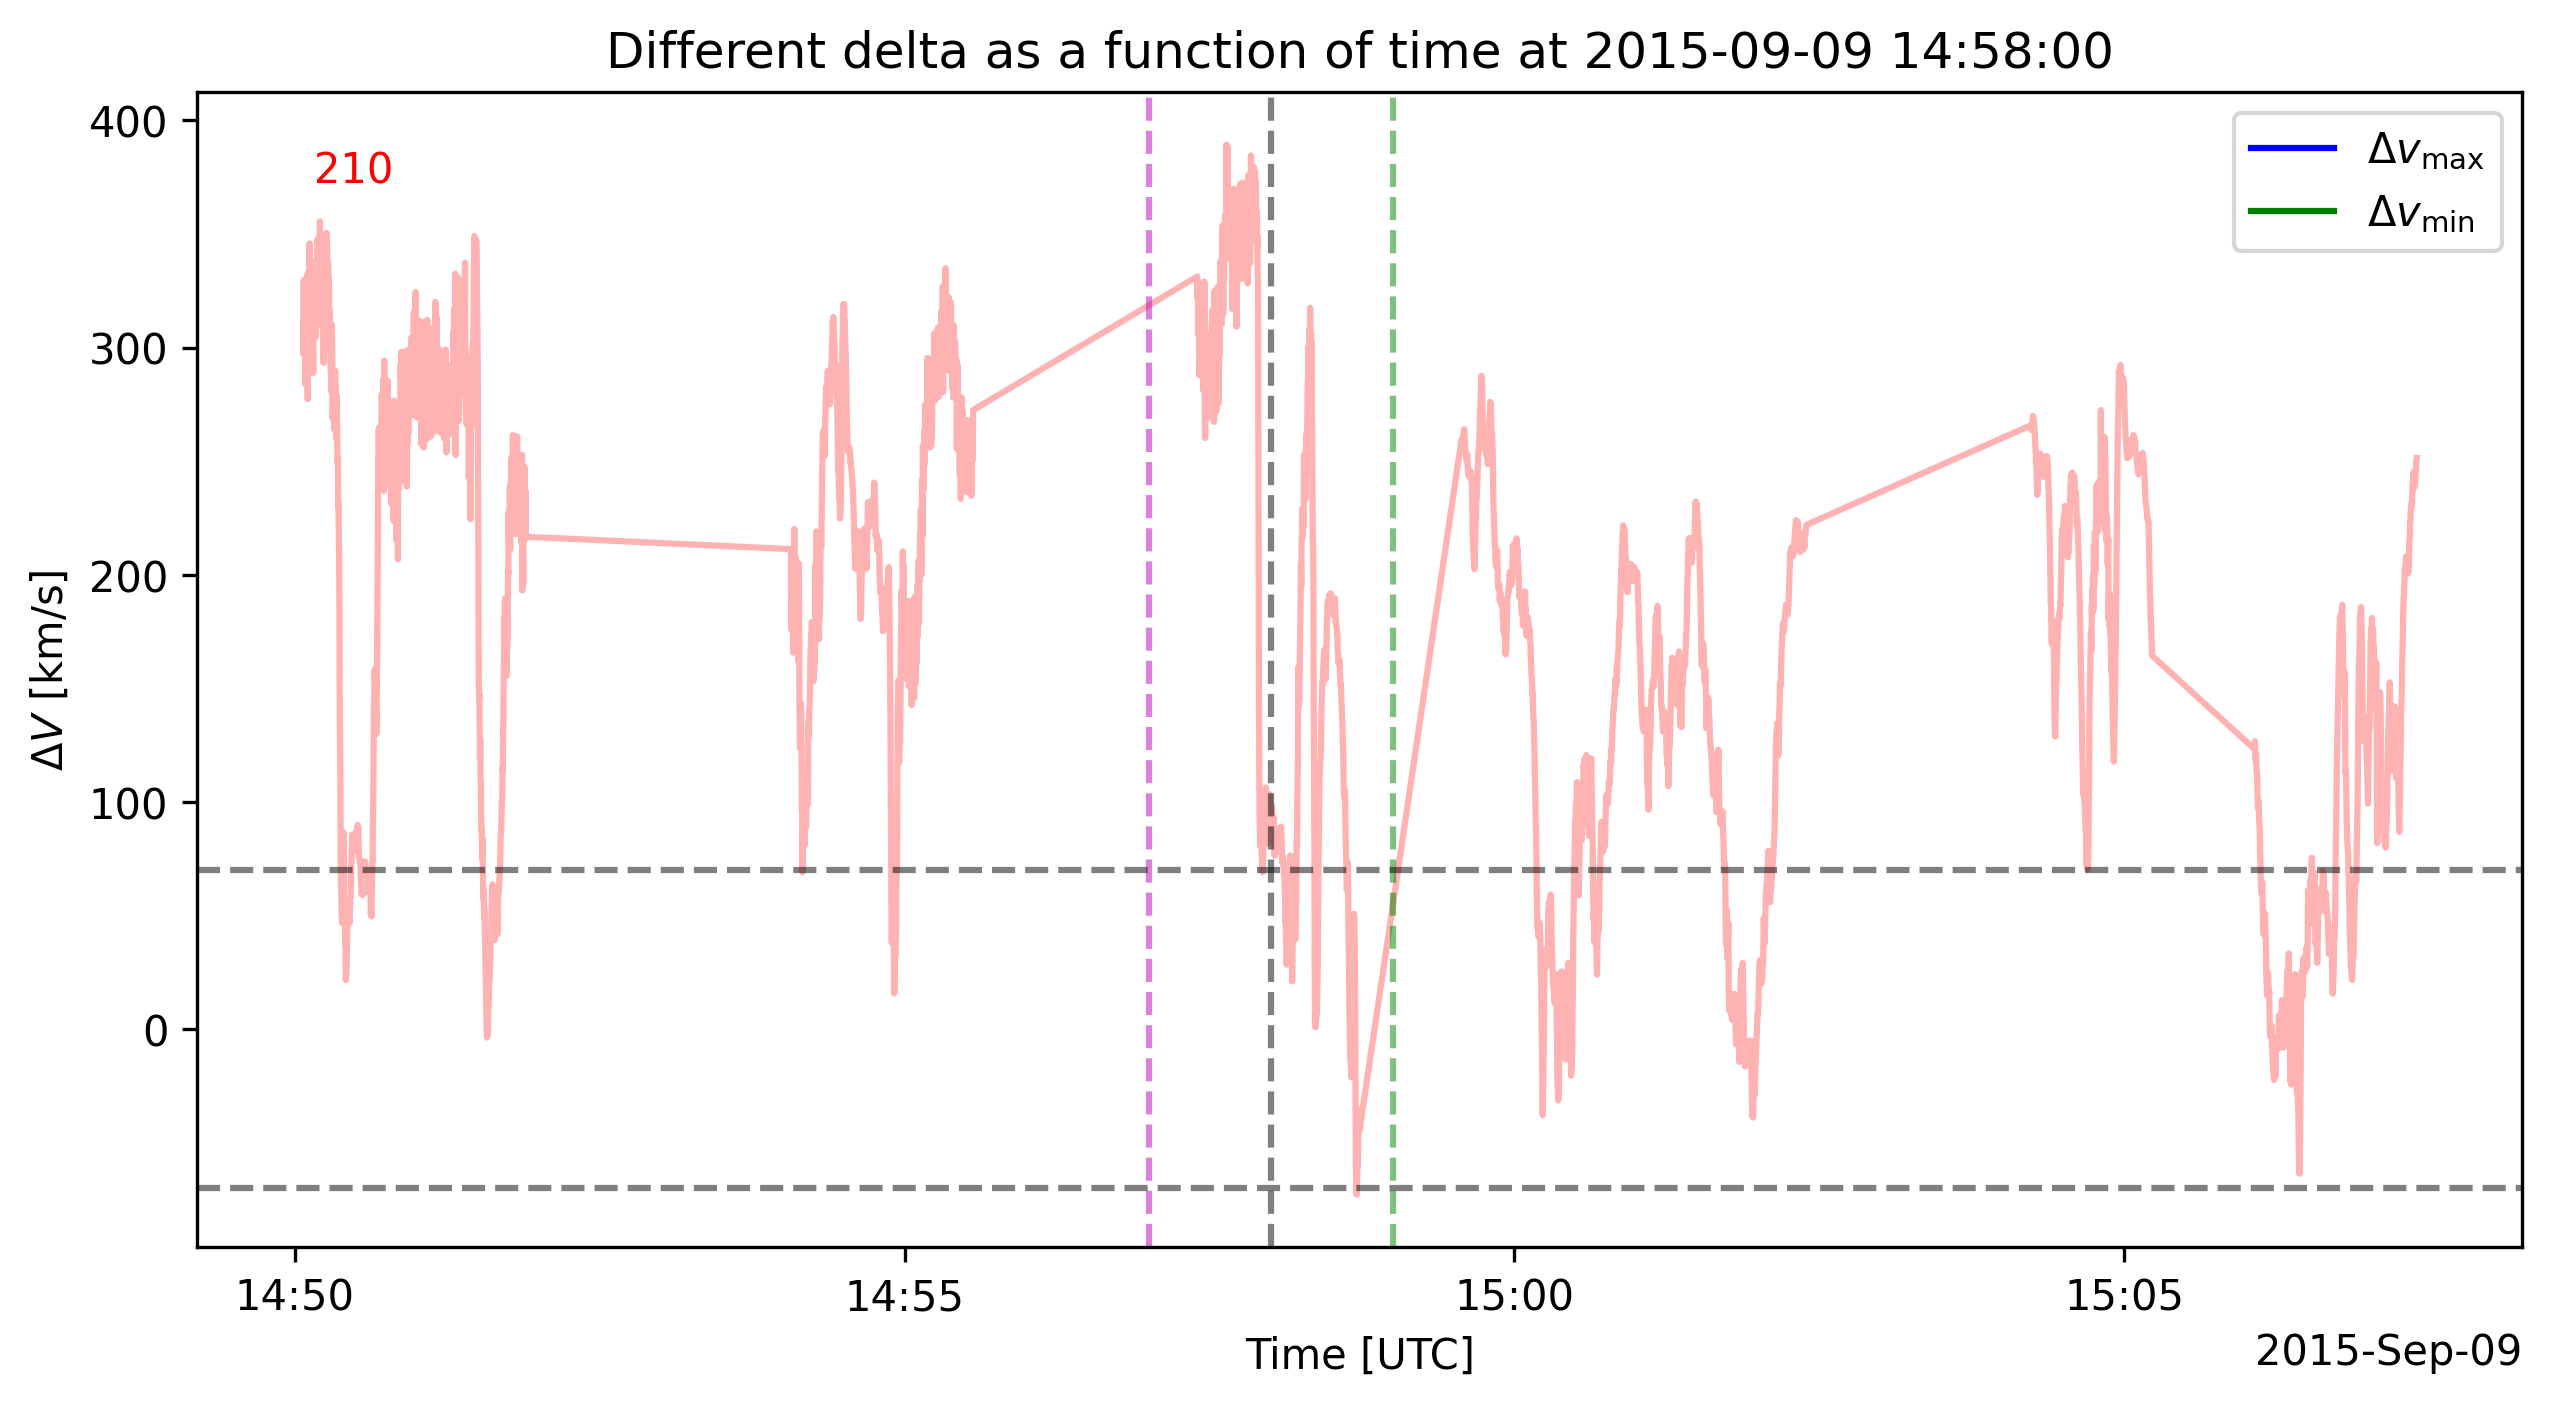 Different delta as a function of time at 2015-09-09 14:58:00
400
300
200
100
0
ΔV [km/s]
210
Δv_max
Δv_min
14:50
14:55
15:00
15:05
Time [UTC]
2015-Sep-09